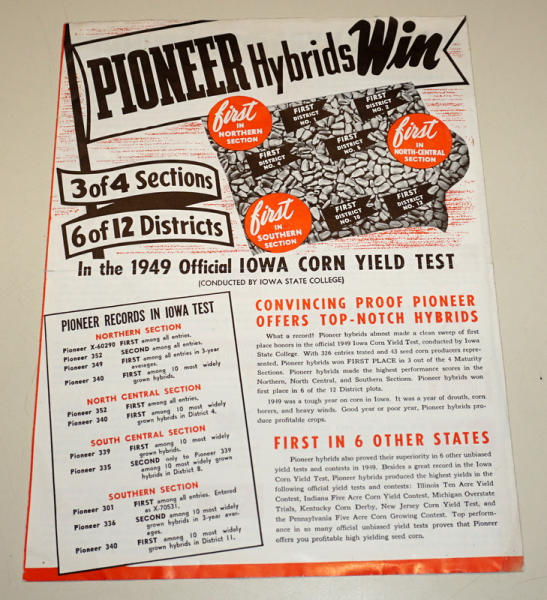 PIONEER Hybrids Win
first
IN
NORTHERN
SECTION
FIRST
DISTRICT
FIRST
DISTRICT
NO. 3
FIRST
DISTRICT
FIRST
DISTRICT
NO. 5
first
IN
NORTH-CENTRAL
SECTION
first
IN
SOUTHERN
SECTION
FIRST
DISTRICT
NO. 10
FIRST
DISTRICT
NO. 12
3 of 4 Sections
6 of 12 Districts
In the 1949 Official IOWA CORN YIELD TEST
(CONDUCTED BY IOWA STATE COLLEGE)
PIONEER RECORDS IN IOWA TEST
NORTHERN SECTION
Pioneer X-60290 FIRST among all entries.
Pioneer 352 SECOND among all entries.
Pioneer 349 FIRST among all entries in 3-year
averages.
Pioneer 340 FIRST among 10 most widely
grown hybrids.
NORTH CENTRAL SECTION
Pioneer 352 FIRST among all entries.
Pioneer 340 FIRST among 10 most widely
grown hybrids in District 4.
SOUTH CENTRAL SECTION
Pioneer 339 FIRST among 10 most widely
grown hybrids.
Pioneer 335 SECOND only to Pioneer 339
among 10 most widely grown
hybrids in District 8.
SOUTHERN SECTION
Pioneer 301 FIRST among all entries. Entered
as X-70531.
Pioneer 336 SECOND among 10 most widely
grown hybrids in 3-year aver-
ages.
Pioneer 340 FIRST among 10 most widely
grown hybrids in District 11.
CONVINCING PROOF PIONEER
OFFERS TOP-NOTCH HYBRIDS
What a record! Pioneer hybrids almost made a clean sweep of first
place honors in the official 1949 Iowa Corn Yield Test, conducted by Iowa
State College. With 326 entries tested and 43 seed corn producers repre-
sented, Pioneer hybrids won FIRST PLACE in 3 out of the 4 Maturity
Sections. Pioneer made the highest performance scores in the
Northern, North Central, and Southern Sections. Pioneer hybrids won
first place in 6 of the 12 District plots.
1949 was a tough year on corn in Iowa. It was a year of drouth, corn
borers, and heavy winds. Good year or poor year, Pioneer hybrids pro-
duce profitable crops.
FIRST IN 6 OTHER STATES
Pioneer hybrids also proved their superiority in 6 other unbiased
yield tests and contests in 1949. Besides a great record in the Iowa
Corn Yield Test, Pioneer hybrids produced the highest yields in the
following official yield tests and contests: Illinois Ten Acre Yield
Contest, Indiana Five Acre Corn Yield Contest, Michigan Overstate
Trials, Kentucky Corn Derby, New Jersey Corn Yield Test, and
the Pennsylvania Five Acre Corn Growing Contest. Top perform-
ance in so many official unbiased yield tests proves that Pioneer
offers you profitable high yielding seed corn.